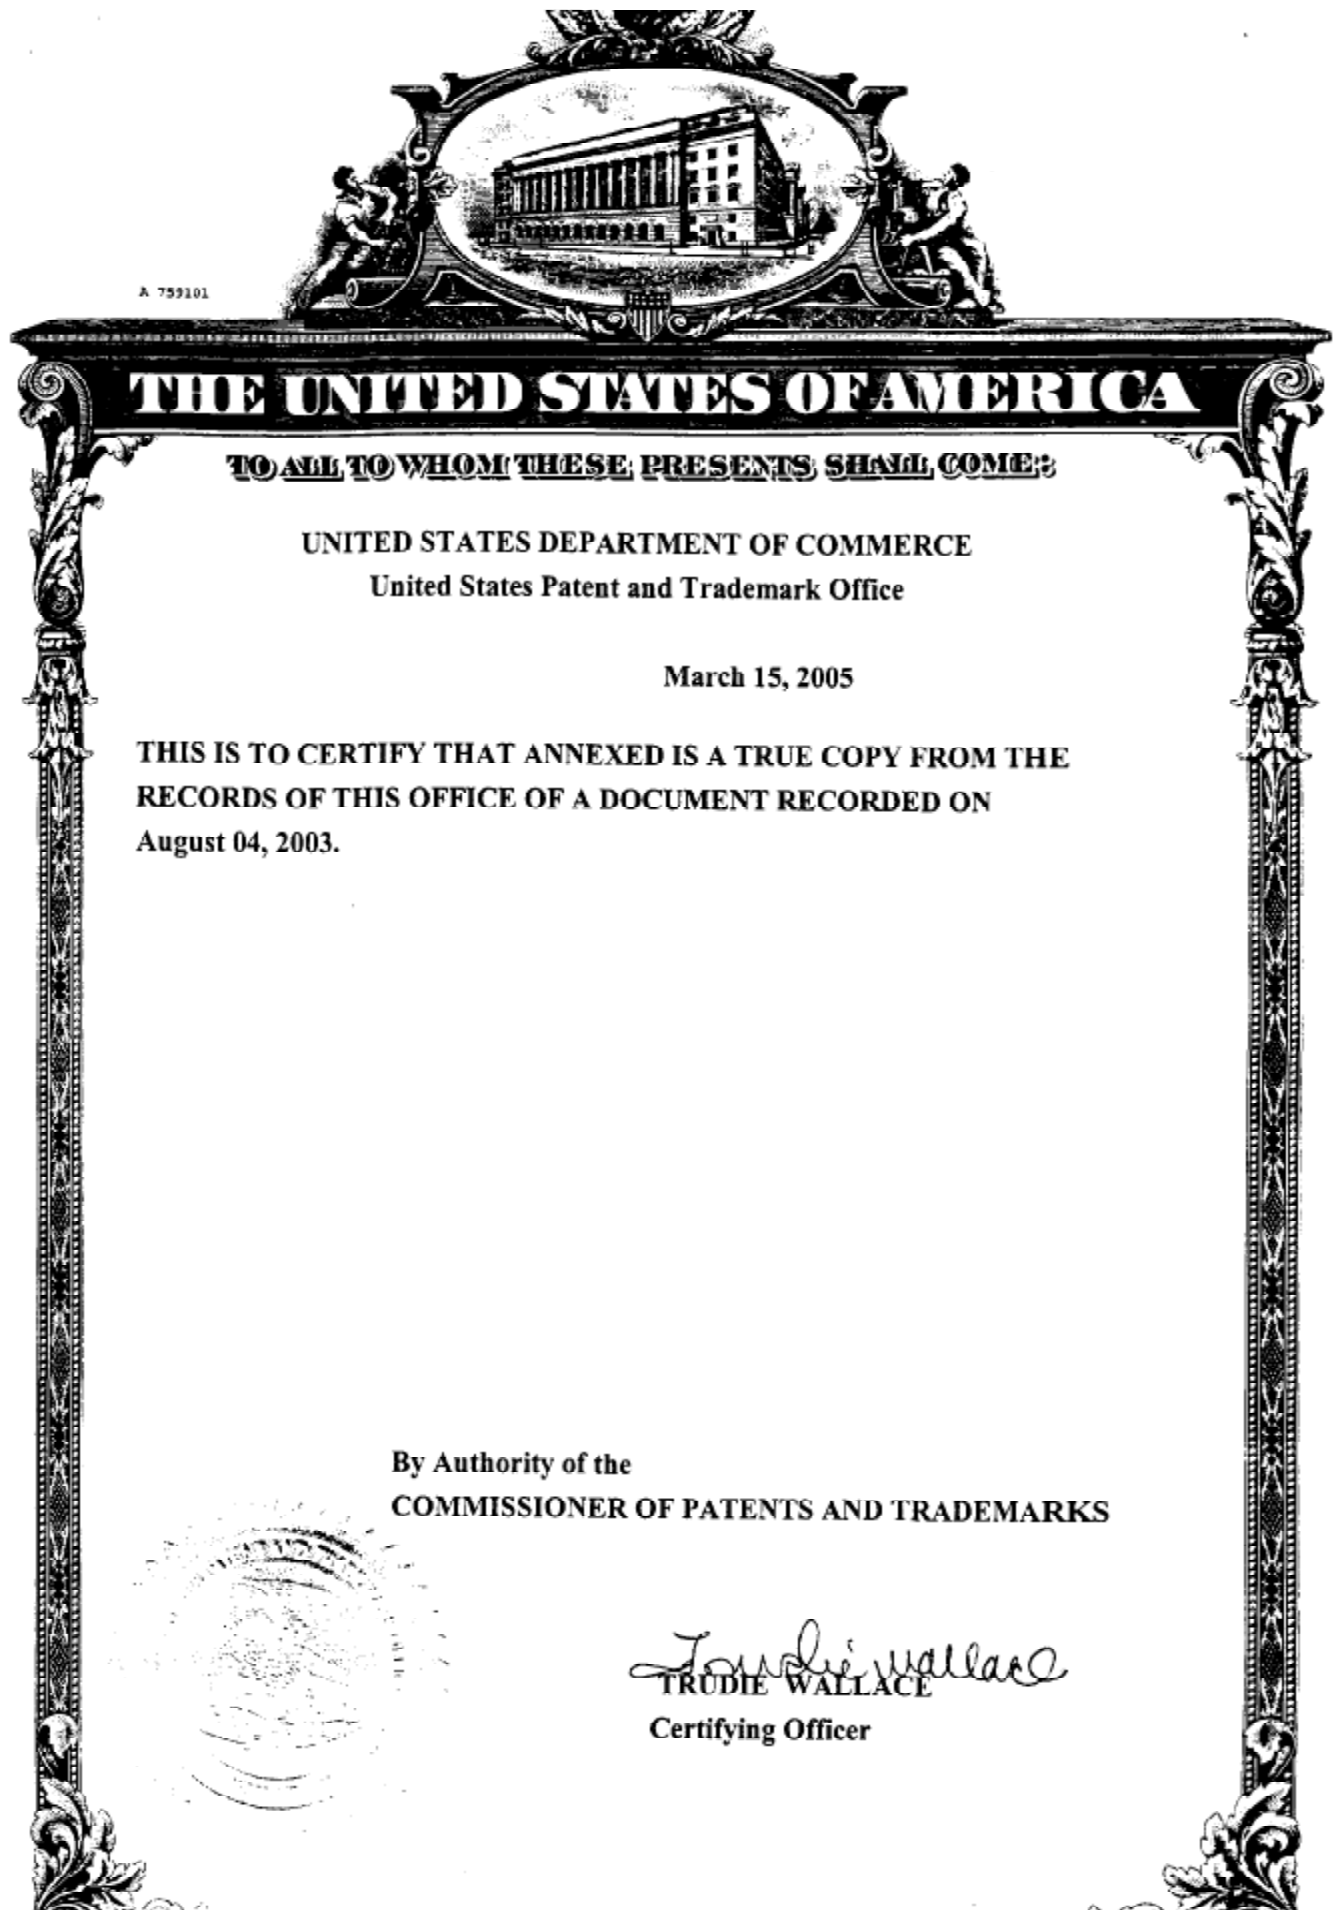 A 759101
THE UNITED STATES OF AMERICA
TO ALL TO WHOM THESE PRESENTS SHALL COME:
UNITED STATES DEPARTMENT OF COMMERCE
United States Patent and Trademark Office
March 15, 2005
THIS IS TO CERTIFY THAT ANNEXED IS A TRUE COPY FROM THE
RECORDS OF THIS OFFICE OF A DOCUMENT RECORDED ON
August 04, 2003.
By Authority of the
COMMISSIONER OF PATENTS AND TRADEMARKS
Trudie Wallace
TRUDIE WALLACE
Certifying Officer